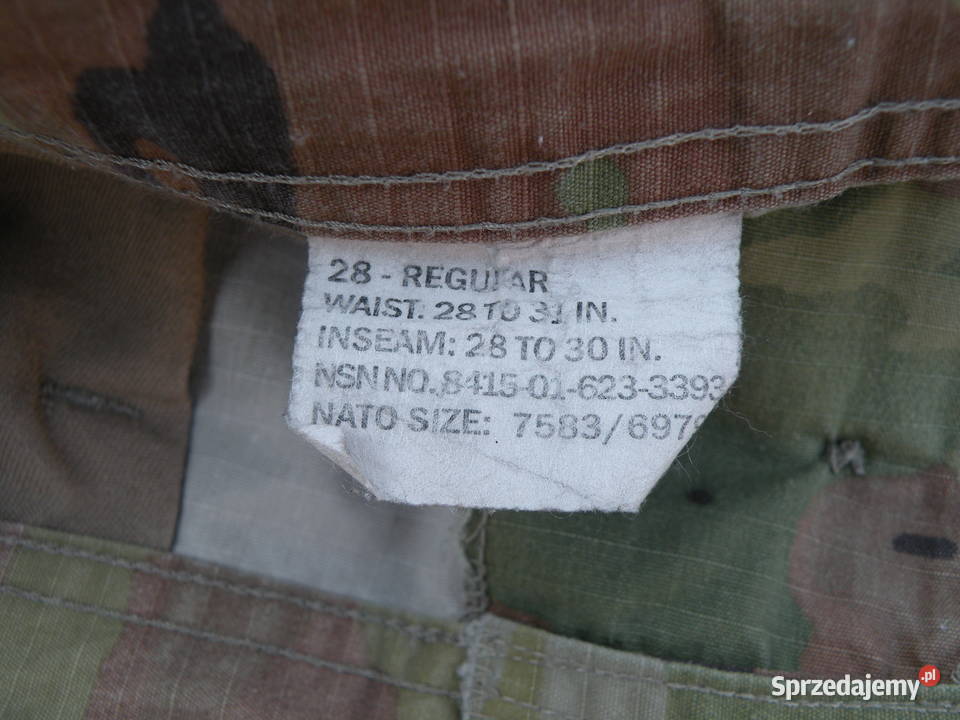 28 - REGULAR
WAIST: 28 TO 31 IN.
INSEAM: 28 TO 30 IN.
NSN NO. 8415-01-623-3393
NATO SIZE: 7583/
Sprzedajemy.pl